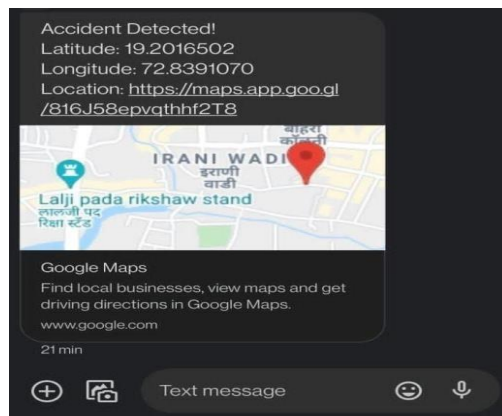 Accident Detected!
Latitude: 19.2016502
Longitude: 72.8391070
Location: https://maps.app.goo.gl
/816J58epvqthhf2T8
बोहरा
कॉलनी
IRANI WADI
इराणी
वाडी
Lalji pada rikshaw stand
लालजी पद
रिक्षा स्टँड
Google Maps
Find local businesses, view maps and get
driving directions in Google Maps.
www.google.com
21 min
Text message